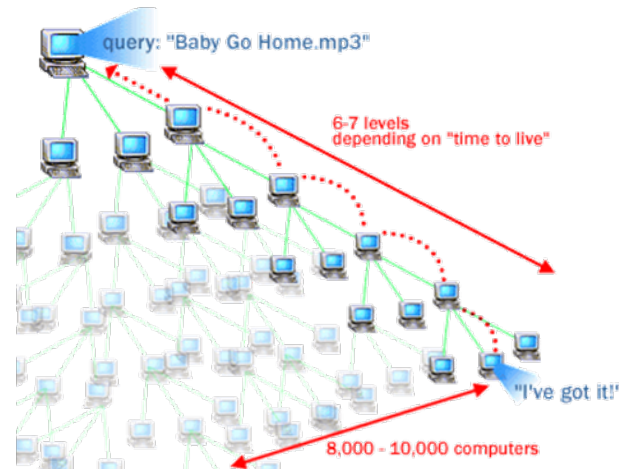 query: "Baby Go Home.mp3"
6-7 levels
depending on "time to live"
"I've got it!"
8,000 - 10,000 computers